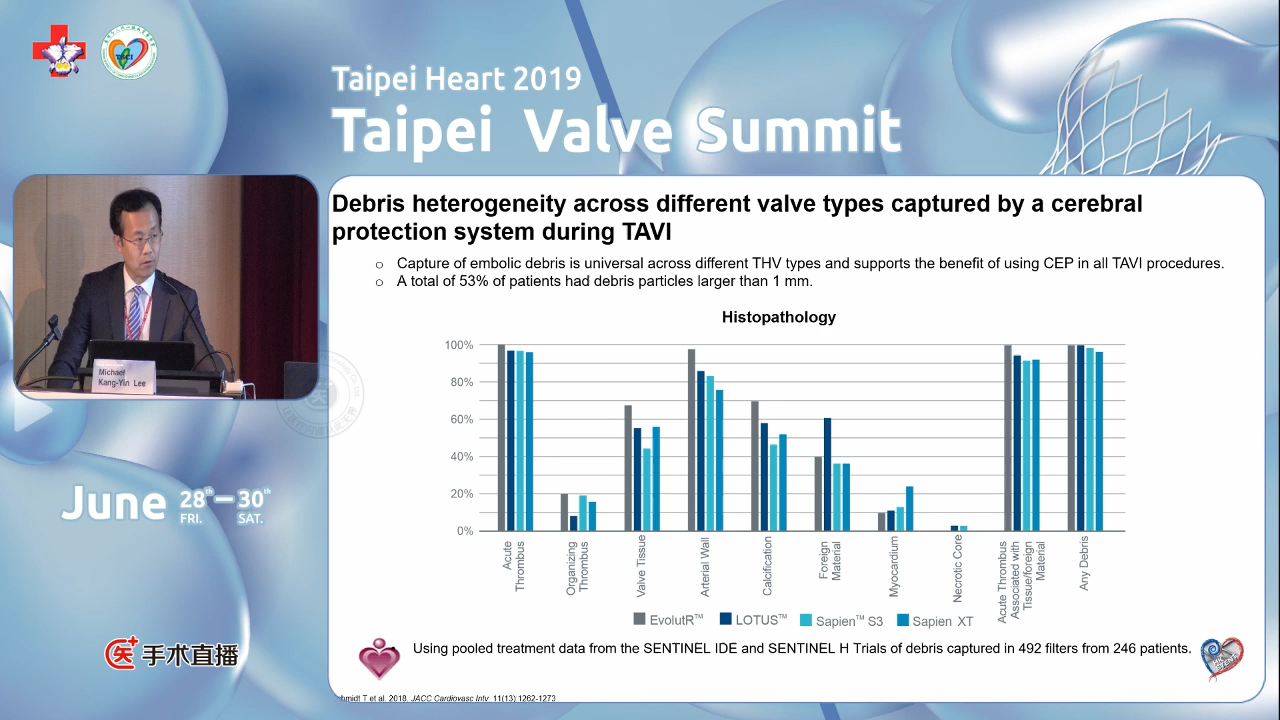 Taipei Heart 2019
Taipei Valve Summit
Debris heterogeneity across different valve types captured by a cerebral
protection system during TAVI
Capture of embolic debris is universal across different THV types and supports the benefit of using CEP in all TAVI procedures.
A total of 53% of patients had debris particles larger than 1 mm.
Histopathology
100%
80%
60%
40%
20%
0%
Acute
Thrombus
Organizing
Thrombus
Valve Tissue
Arterial Wall
Calcification
Foreign
Material
Myocardium
Necrotic Core
Acute Thrombus
Associated with
Tissue/foreign
Material
Any Debris
EvolutR™ LOTUS™ Sapien™ S3 Sapien XT
Using pooled treatment data from the SENTINEL IDE and SENTINEL H Trials of debris captured in 492 filters from 246 patients.
hmidt T et al. 2018. JACC Cardiovasc Intv. 11(13):1262-1273
Michael
Kang-Yin Lee
June 28th – 30th
FRI. SAT.
医 手术直播